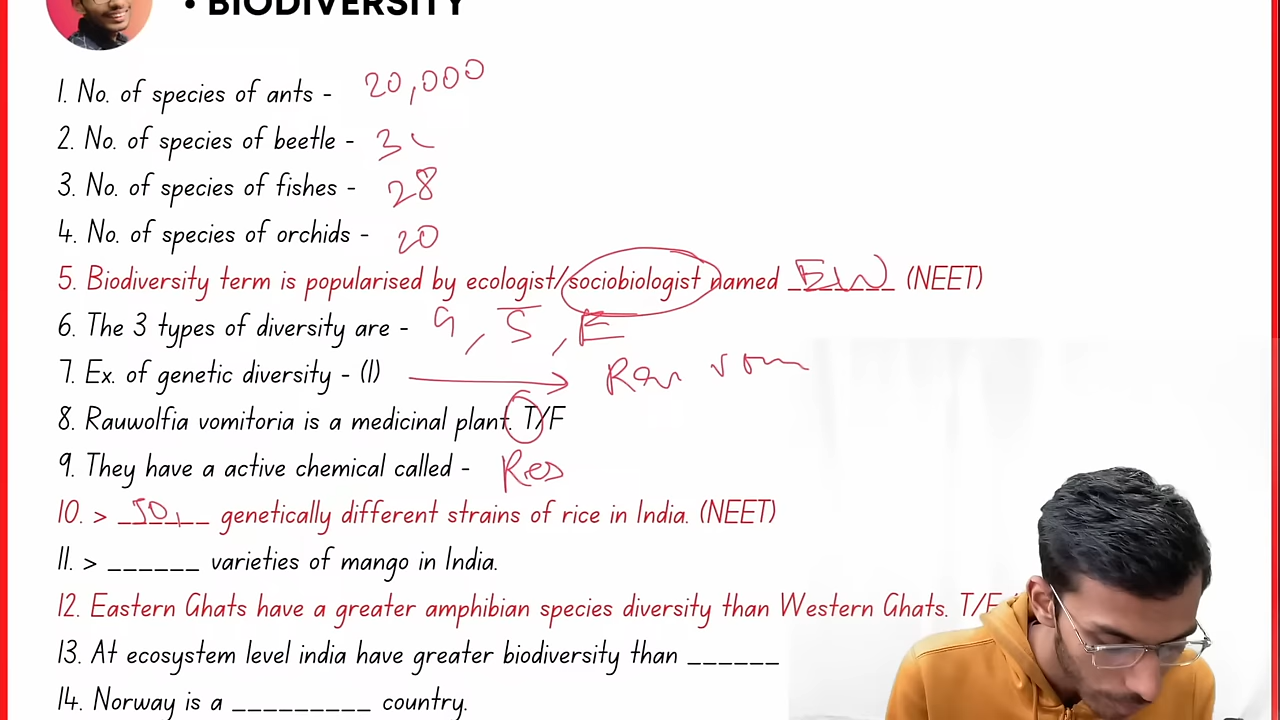 • BIODIVERSITY
1. No. of species of ants - 20,000
2. No. of species of beetle - 3
3. No. of species of fishes - 28
4. No. of species of orchids - 20
5. Biodiversity term is popularised by ecologist/sociobiologist named EW (NEET)
6. The 3 types of diversity are - G, S, E
7. Ex. of genetic diversity - (1) Rau vom
8. Rauwolfia vomitoria is a medicinal plant. T/F
9. They have a active chemical called - Res
10. > 50, genetically different strains of rice in India. (NEET)
11. > ______ varieties of mango in India.
12. Eastern Ghats have a greater amphibian species diversity than Western Ghats. T/F
13. At ecosystem level india have greater biodiversity than ______
14. Norway is a _________ country.